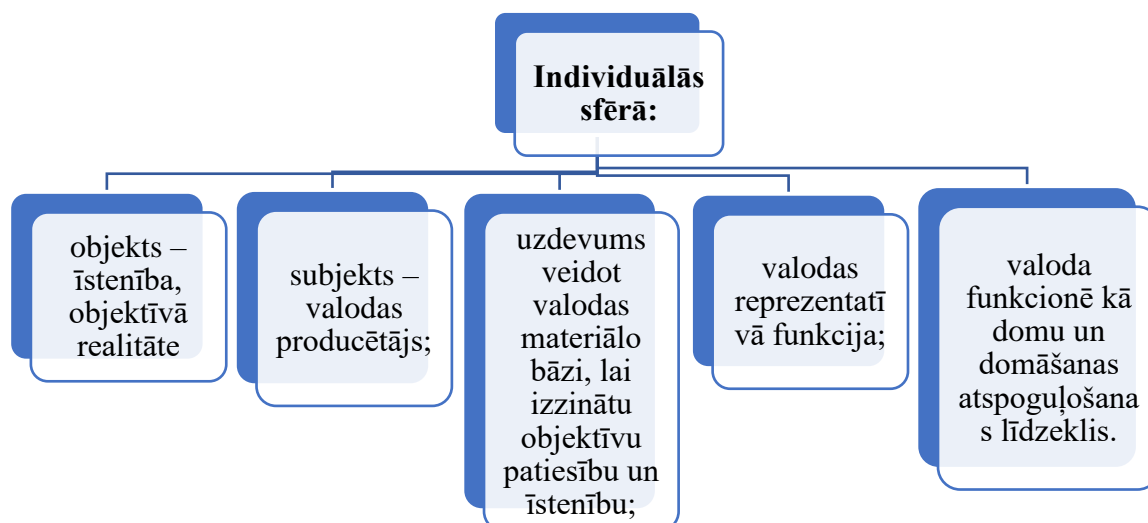 Individuālās
sfērā:
objekts –
īstenība,
objektīvā
realitāte
subjekts –
valodas
producētājs;
uzdevums
veidot
valodas
materiālo
bāzi, lai
izzinātu
objektīvu
patiesību un
īstenību;
valodas
reprezentatī
vā funkcija;
valoda
funkcionē kā
domu un
domāšanas
atspoguļošana
s līdzeklis.